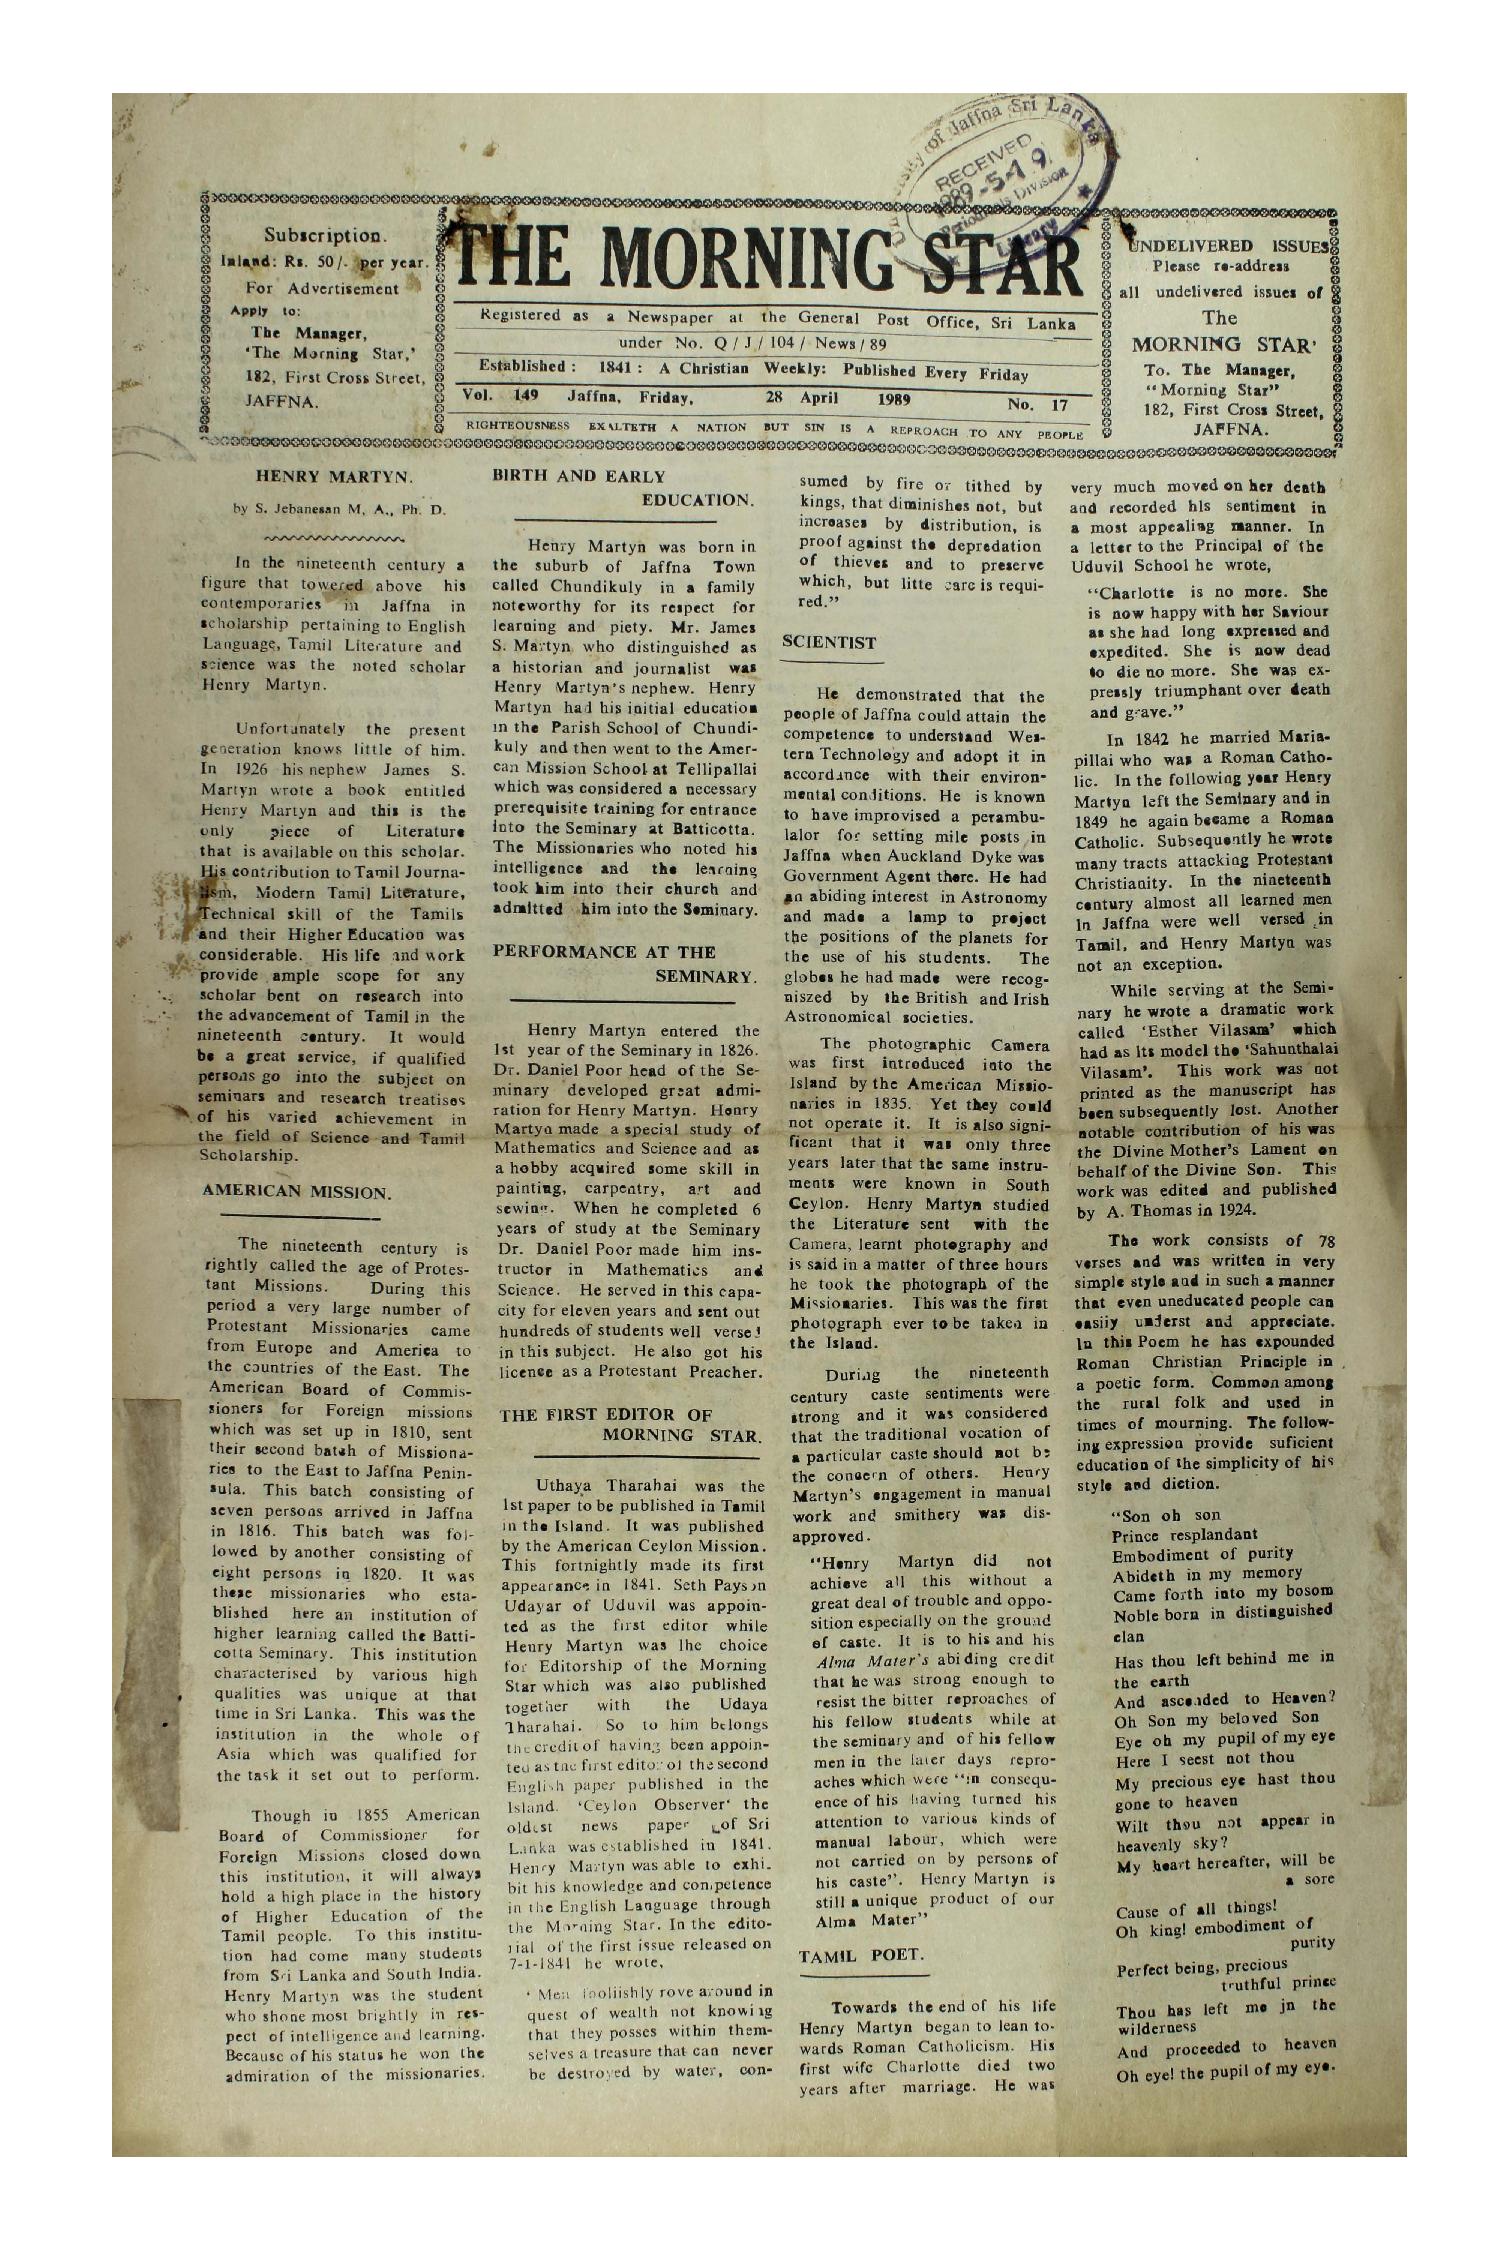 University of Jaffna Sri Lanka
RECEIVED
1989-5-19
Periodicals Division
Library
Subscription.
Inland: Rs. 50/- per year.
For Advertisement
Apply to:
The Manager,
'The Morning Star,'
182, First Cross Street,
JAFFNA.
THE MORNING STAR
Registered as a Newspaper at the General Post Office, Sri Lanka
under No. Q / J / 104 / News / 89
Established : 1841 : A Christian Weekly: Published Every Friday
Vol. 149 Jaffna, Friday, 28 April 1989 No. 17
RIGHTEOUSNESS EXALTETH A NATION BUT SIN IS A REPROACH TO ANY PEOPLE
UNDELIVERED ISSUES
Please re-address
all undelivered issues of
The
MORNING STAR'
To. The Manager,
"Morning Star"
182, First Cross Street,
JAFFNA.
HENRY MARTYN.
by S. Jebanesan M, A., Ph. D.
In the nineteenth century a
figure that towered above his
contemporaries in Jaffna in
scholarship pertaining to English
Language, Tamil Literature and
science was the noted scholar
Henry Martyn.
Unfortunately the present
generation knows little of him.
In 1926 his nephew James S.
Martyn wrote a book entitled
Henry Martyn and this is the
only piece of Literature
that is available on this scholar.
His contribution to Tamil Journa-
lism, Modern Tamil Literature,
Technical skill of the Tamils
and their Higher Education was
considerable. His life and work
provide ample scope for any
scholar bent on research into
the advancement of Tamil in the
nineteenth century. It would
be a great service, if qualified
persons go into the subject on
seminars and research treatises
of his varied achievement in
the field of Science and Tamil
Scholarship.
AMERICAN MISSION.
The nineteenth century is
rightly called the age of Protes-
tant Missions. During this
period a very large number of
Protestant Missionaries came
from Europe and America to
the countries of the East. The
American Board of Commis-
sioners for Foreign missions
which was set up in 1810, sent
their second batch of Missiona-
ries to the East to Jaffna Penin-
sula. This batch consisting of
seven persons arrived in Jaffna
in 1816. This batch was fol-
lowed by another consisting of
eight persons in 1820. It was
these missionaries who esta-
blished here an institution of
higher learning called the Batti-
cotta Seminary. This institution
characterised by various high
qualities was unique at that
time in Sri Lanka. This was the
institution in the whole of
Asia which was qualified for
the task it set out to perform.
Though in 1855 American
Board of Commissioner for
Foreign Missions closed down
this institution, it will always
hold a high place in the history
of Higher Education of the
Tamil people. To this institu-
tion had come many students
from Sri Lanka and South India.
Henry Martyn was the student
who shone most brightly in res-
pect of intelligence and learning.
Because of his status he won the
admiration of the missionaries.
BIRTH AND EARLY
EDUCATION.
Henry Martyn was born in
the suburb of Jaffna Town
called Chundikuly in a family
noteworthy for its respect for
learning and piety. Mr. James
S. Martyn who distinguished as
a historian and journalist was
Henry Martyn's nephew. Henry
Martyn had his initial education
in the Parish School of Chundi-
kuly and then went to the Amer-
can Mission School at Tellipallai
which was considered a necessary
prerequisite training for entrance
into the Seminary at Batticotta.
The Missionaries who noted his
intelligence and the learning
took him into their church and
admitted him into the Seminary.
PERFORMANCE AT THE
SEMINARY.
Henry Martyn entered the
1st year of the Seminary in 1826.
Dr. Daniel Poor head of the Se-
minary developed great admi-
ration for Henry Martyn. Henry
Martyn made a special study of
Mathematics and Science and as
a hobby acquired some skill in
painting, carpentry, art and
sewing. When he completed 6
years of study at the Seminary
Dr. Daniel Poor made him ins-
tructor in Mathematics and
Science. He served in this capa-
city for eleven years and sent out
hundreds of students well versed
in this subject. He also got his
licence as a Protestant Preacher.
THE FIRST EDITOR OF
MORNING STAR.
Uthaya Tharahai was the
1st paper to be published in Tamil
in the Island. It was published
by the American Ceylon Mission.
This fortnightly made its first
appearance in 1841. Seth Payson
Udayar of Uduvil was appoin-
ted as the first editor while
Henry Martyn was lhc choice
for Editorship of the Morning
Star which was also published
together with the Udaya
Tharahai. So to him belongs
the credit of having been appoin-
ted as the first editor of the second
English paper published in the
Island. 'Ceylon Observer' the
oldest news paper of Sri
Lanka was established in 1841.
Henry Martyn was able to exhi.
bit his knowledge and competence
in the English Language through
the Morning Star. In the edito-
rial of the first issue released on
7-1-1841 he wrote,
' Men fooliishly rove around in
quest of wealth not knowing
that they posses within them-
selves a treasure that can never
be destroyed by water, con-
sumed by fire or tithed by
kings, that diminishes not, but
increases by distribution, is
proof against the depredation
of thieves and to preserve
which, but litte care is requi-
red."
SCIENTIST
He demonstrated that the
people of Jaffna could attain the
competence to understand Wes-
tern Technology and adopt it in
accordance with their environ-
mental conditions. He is known
to have improvised a perambu-
lalor for setting mile posts in
Jaffna when Auckland Dyke was
Government Agent there. He had
an abiding interest in Astronomy
and made a lamp to project
the positions of the planets for
the use of his students. The
globes he had made were recog-
niszed by the British and Irish
Astronomical societies.
The photographic Camera
was first introduced into the
Island by the American Missio-
naries in 1835. Yet they could
not operate it. It is also signi-
ficant that it was only three
years later that the same instru-
ments were known in South
Ceylon. Henry Martyn studied
the Literature sent with the
Camera, learnt photography and
is said in a matter of three hours
he took the photograph of the
Missionaries. This was the first
photograph ever to be taken in
the Island.
During the nineteenth
century caste sentiments were
strong and it was considered
that the traditional vocation of
a particular caste should not be
the concern of others. Henry
Martyn's engagement in manual
work and smithery was dis-
approved.
"Henry Martyn did not
achieve all this without a
great deal of trouble and oppo-
sition especially on the ground
of caste. It is to his and his
Alma Mater's abiding credit
that he was strong enough to
resist the bitter reproaches of
his fellow students while at
the seminary and of his fellow
men in the later days repro-
aches which were "in consequ-
ence of his having turned his
attention to various kinds of
manual labour, which were
not carried on by persons of
his caste". Henry Martyn is
still a unique product of our
Alma Mater"
TAMIL POET.
Towards the end of his life
Henry Martyn began to lean to-
wards Roman Catholicism. His
first wife Charlotte died two
years after marriage. He was
very much moved on her death
and recorded his sentiment in
a most appealing manner. In
a letter to the Principal of the
Uduvil School he wrote,
"Charlotte is no more. She
is now happy with her Saviour
as she had long expressed and
expedited. She is now dead
to die no more. She was ex-
pressly triumphant over death
and grave."
In 1842 he married Maria-
pillai who was a Roman Catho-
lic. In the following year Henry
Martyn left the Seminary and in
1849 he again became a Roman
Catholic. Subsequently he wrote
many tracts attacking Protestant
Christianity. In the nineteenth
century almost all learned men
in Jaffna were well versed in
Tamil, and Henry Martyn was
not an exception.
While serving at the Semi-
nary he wrote a dramatic work
called 'Esther Vilasam' which
had as its model the 'Sahunthalai
Vilasam'. This work was not
printed as the manuscript has
been subsequently lost. Another
notable contribution of his was
the Divine Mother's Lament on
behalf of the Divine Son. This
work was edited and published
by A. Thomas in 1924.
The work consists of 78
verses and was written in very
simple style and in such a manner
that even uneducated people can
easiiy underst and appreciate.
In this Poem he has expounded
Roman Christian Principle in
a poetic form. Common among
the rural folk and used in
times of mourning. The follow-
ing expression provide suficient
education of the simplicity of his
style and diction.
"Son oh son
Prince resplandant
Embodiment of purity
Abideth in my memory
Came forth into my bosom
Noble born in distinguished
clan
Has thou left behind me in
the earth
And ascended to Heaven?
Oh Son my beloved Son
Eye oh my pupil of my eye
Here I seest not thou
My precious eye hast thou
gone to heaven
Wilt thou not appear in
heavenly sky?
My heart hereafter, will be
a sore
Cause of all things!
Oh king! embodiment of
purity
Perfect being, precious
truthful prince
Thou has left me jn the
wilderness
And proceeded to heaven
Oh eye! the pupil of my eye.